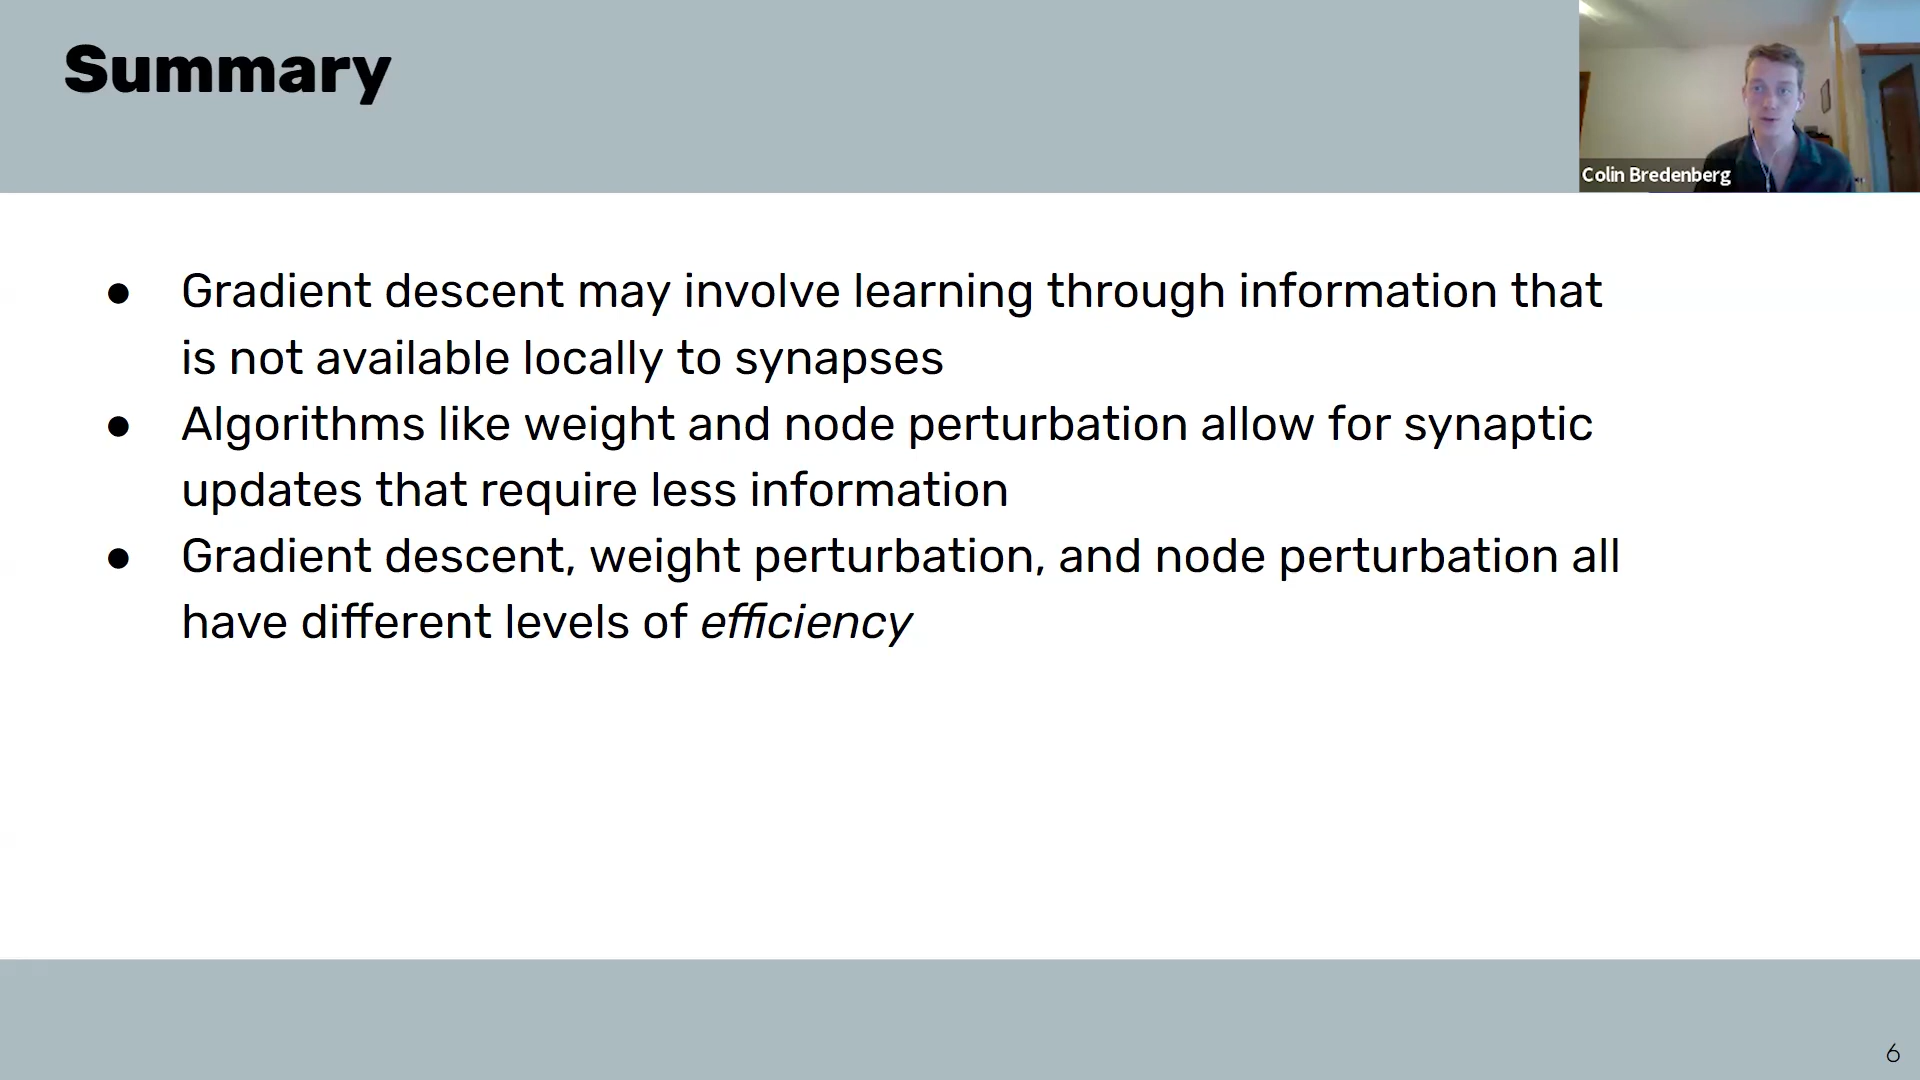 Summary
Colin Bredenberg
● Gradient descent may involve learning through information that
is not available locally to synapses
● Algorithms like weight and node perturbation allow for synaptic
updates that require less information
● Gradient descent, weight perturbation, and node perturbation all
have different levels of efficiency
6